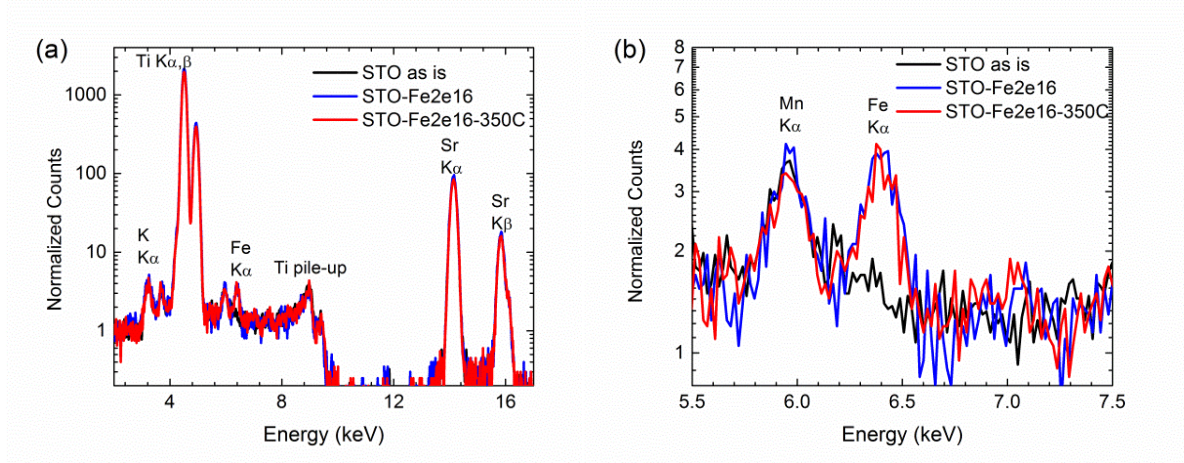 (a)
Ti Kα,β
STO as is
STO-Fe2e16
STO-Fe2e16-350C
Sr
Kα
Sr
Kβ
K
Kα
Fe
Kα
Ti pile-up
1000
100
10
1
Normalized Counts
4
8
12
16
Energy (keV)
(b)
STO as is
STO-Fe2e16
STO-Fe2e16-350C
Mn
Kα
Fe
Kα
8
7
6
5
4
3
2
1
Normalized Counts
5.5
6.0
6.5
7.0
7.5
Energy (keV)